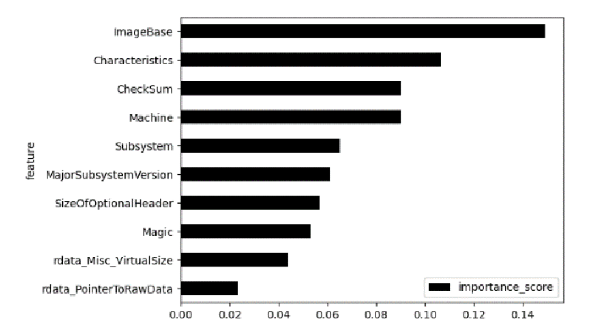 ImageBase
Characteristics
CheckSum
Machine
Subsystem
MajorSubsystemVersion
SizeOfOptionalHeader
Magic
rdata_Misc_VirtualSize
rdata_PointerToRawData
feature
importance_score
0.00 0.02 0.04 0.06 0.08 0.10 0.12 0.14